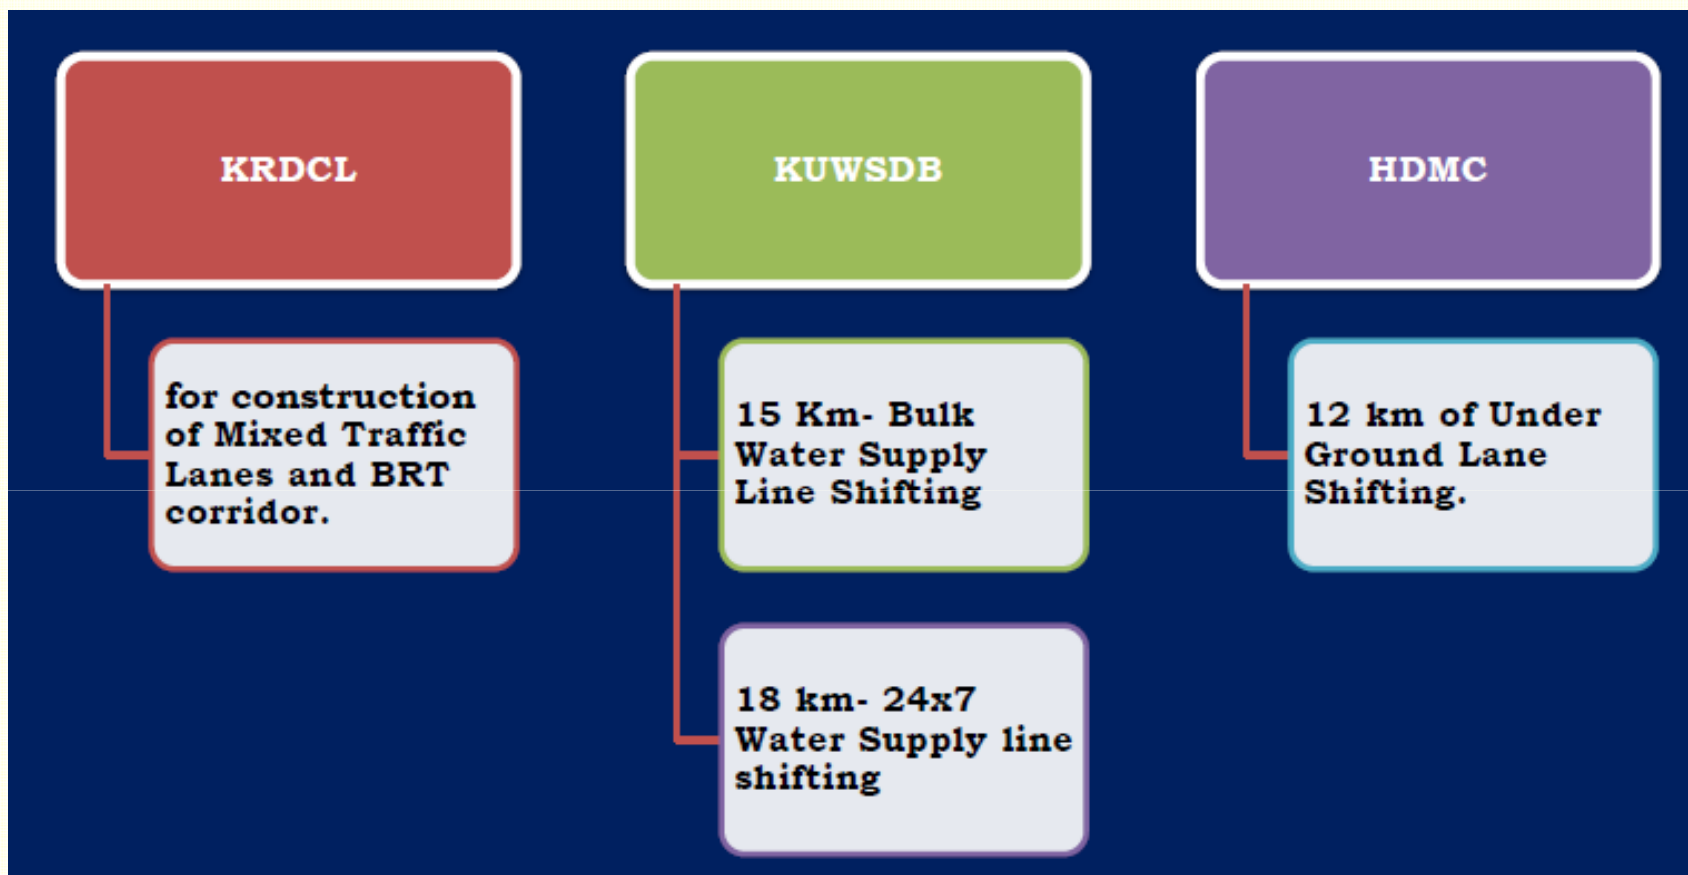 KRDCL
for construction
of Mixed Traffic
Lanes and BRT
corridor.
KUWSDB
15 Km- Bulk
Water Supply
Line Shifting
18 km- 24x7
Water Supply line
shifting
HDMC
12 km of Under
Ground Lane
Shifting.